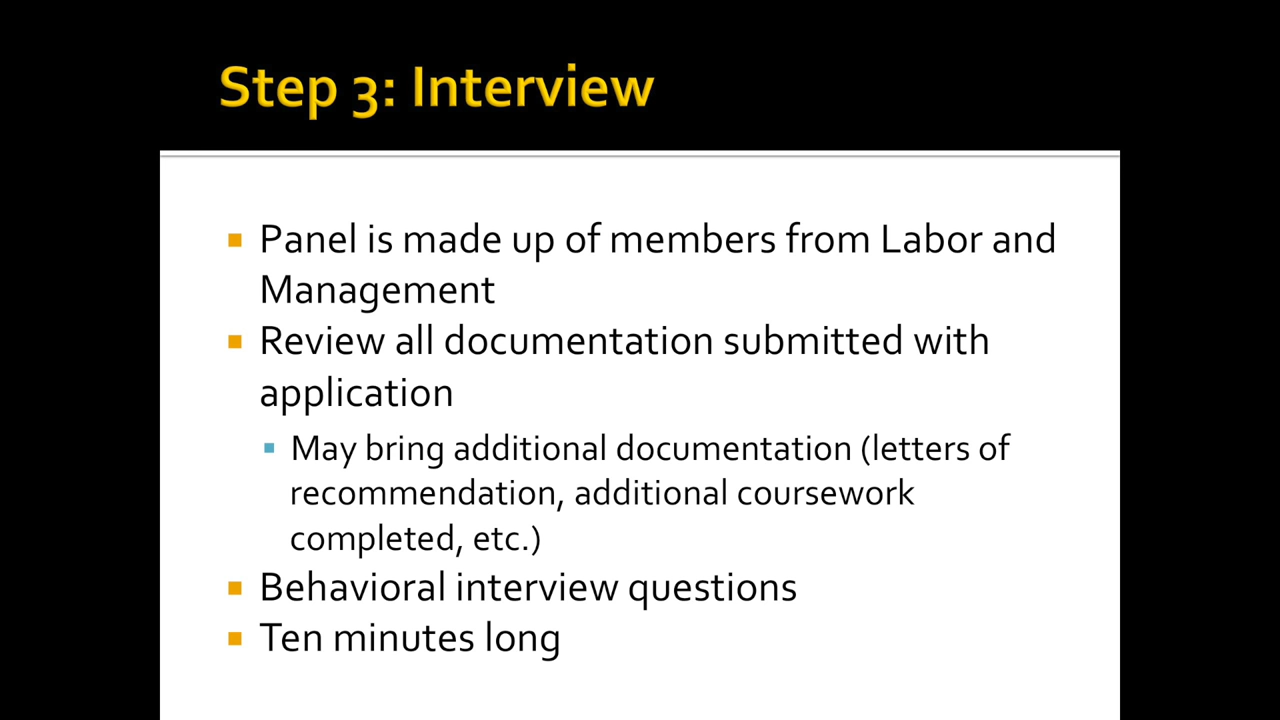 Step 3: Interview
Panel is made up of members from Labor and
Management
Review all documentation submitted with
application
May bring additional documentation (letters of
recommendation, additional coursework
completed, etc.)
Behavioral interview questions
Ten minutes long